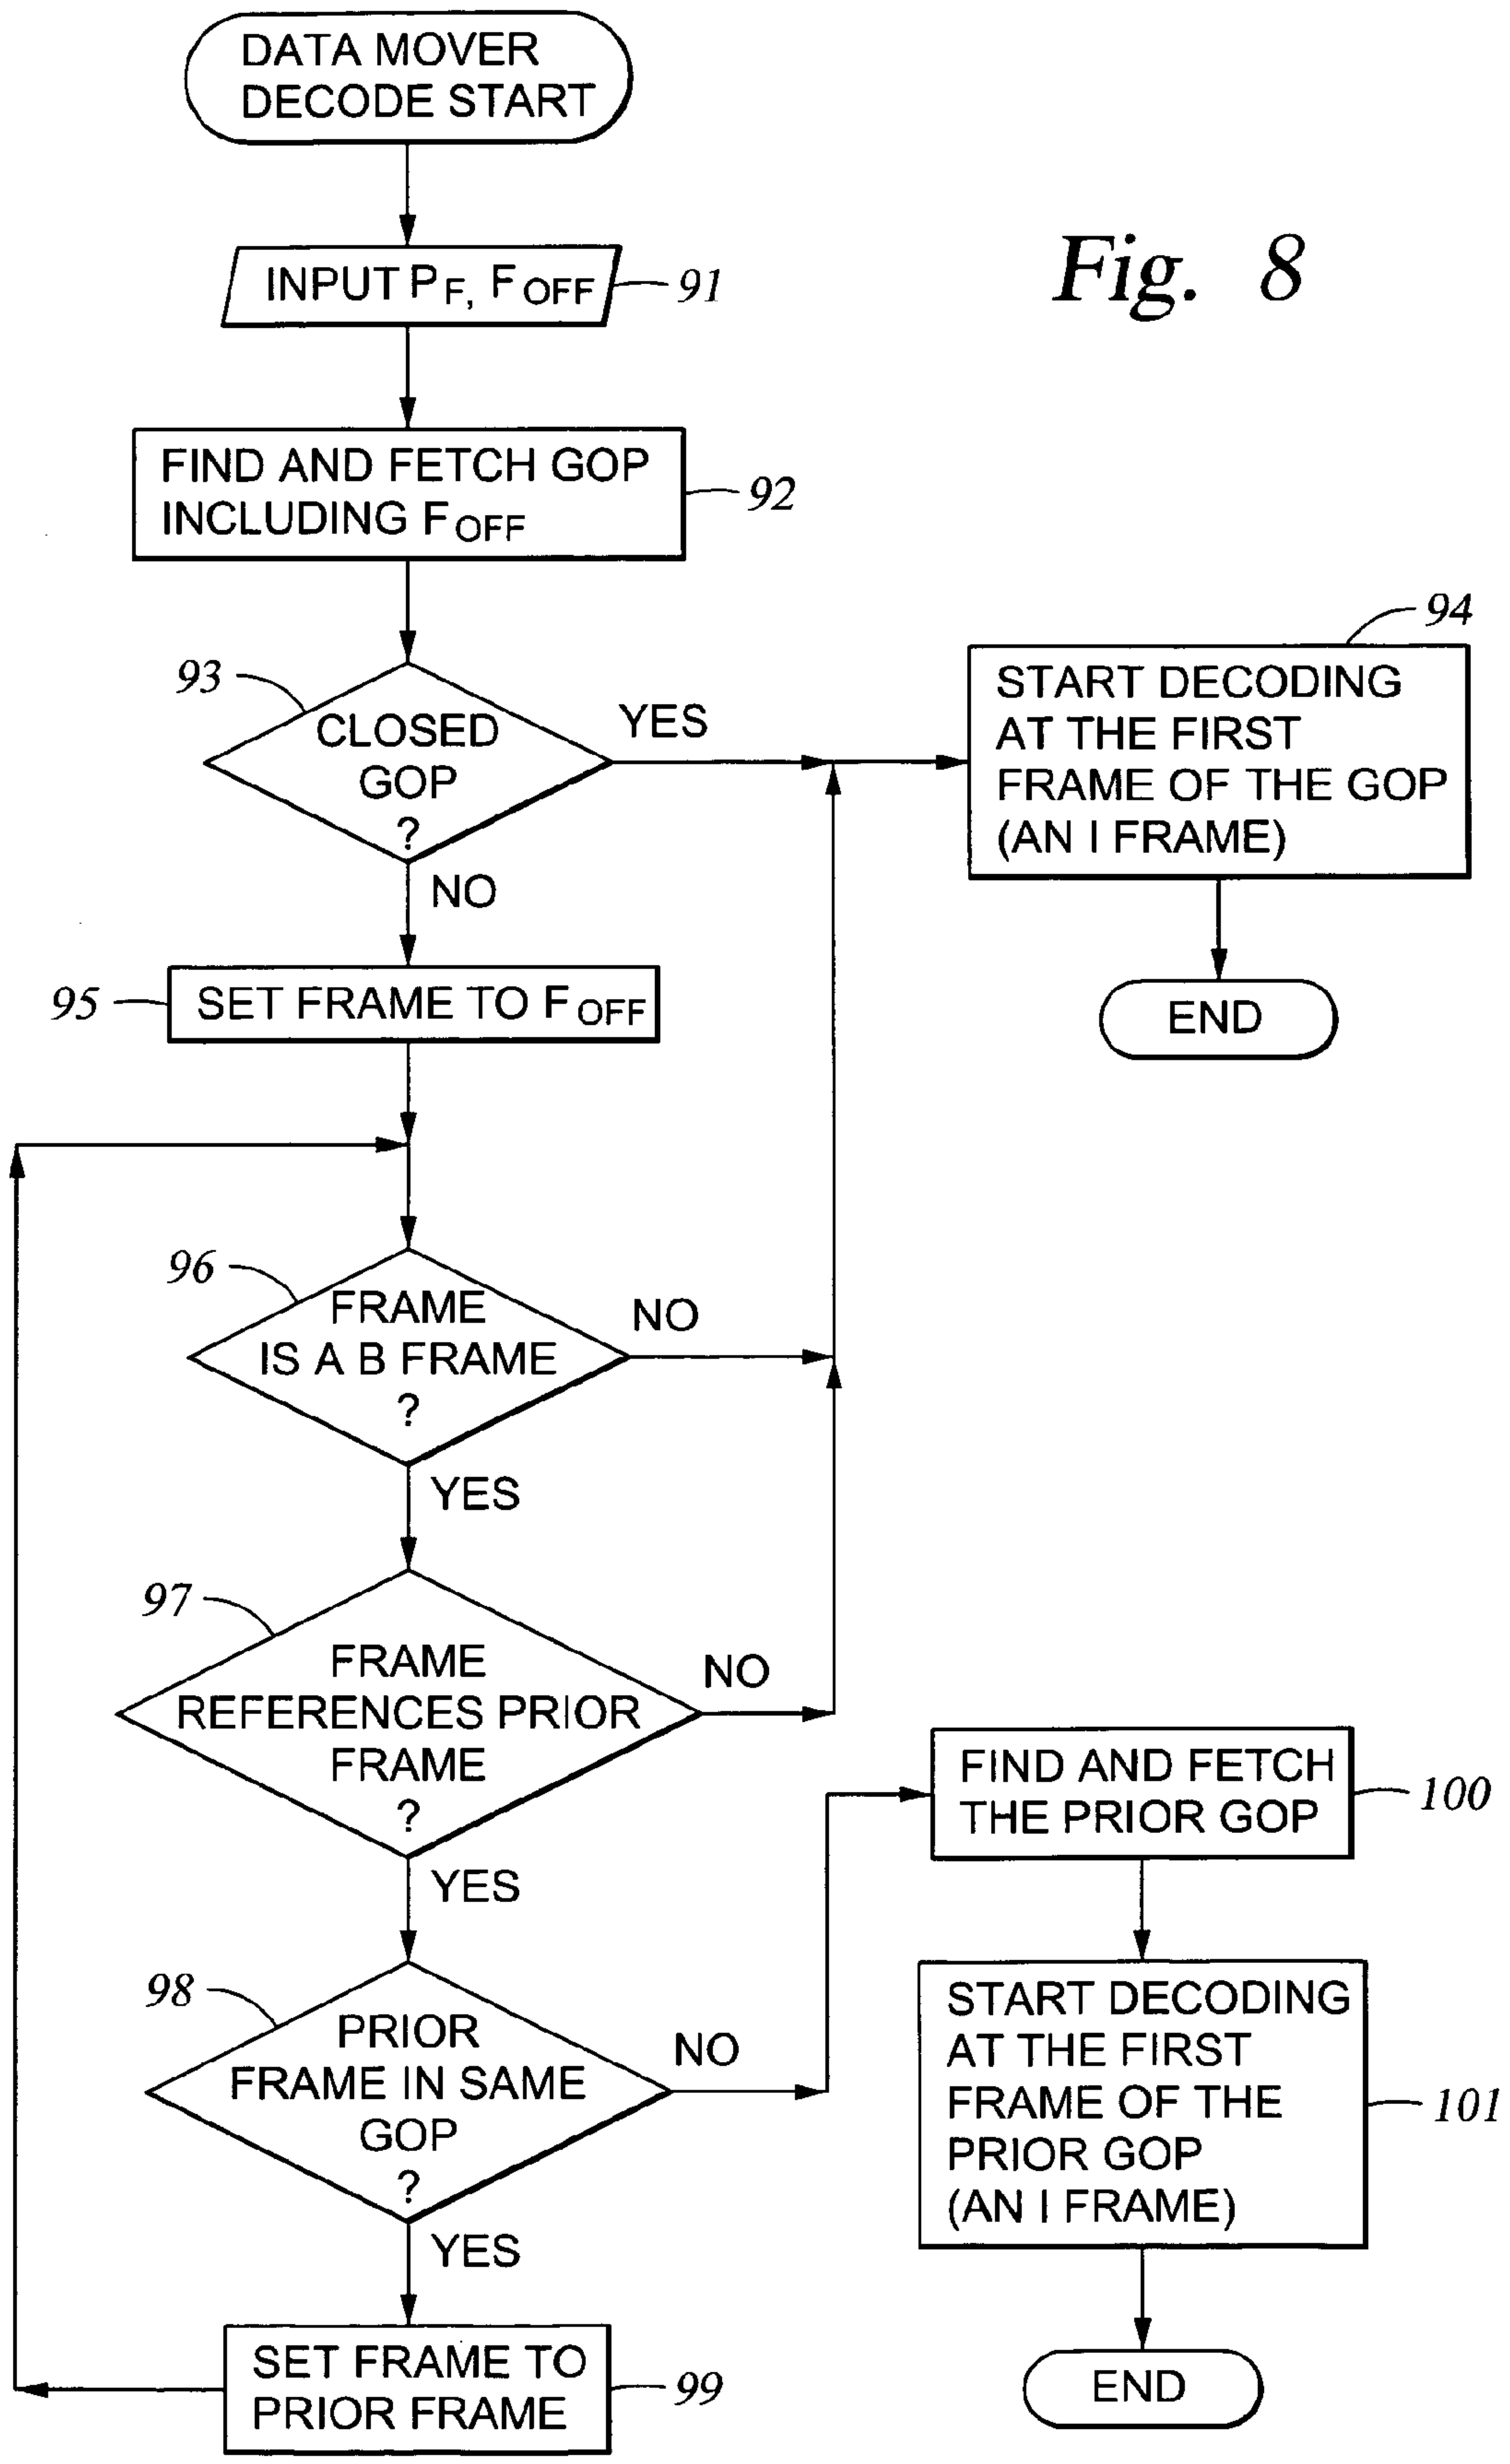 DATA MOVER
DECODE START
Fig. 8
INPUT PF, FOFF
91
FIND AND FETCH GOP
INCLUDING FOFF
92
93
CLOSED
GOP
?
YES
NO
94
START DECODING
AT THE FIRST
FRAME OF THE GOP
(AN I FRAME)
END
95
SET FRAME TO FOFF
96
FRAME
IS A B FRAME
?
NO
YES
97
FRAME
REFERENCES PRIOR
FRAME
?
NO
YES
98
PRIOR
FRAME IN SAME
GOP
?
NO
YES
FIND AND FETCH
THE PRIOR GOP
100
START DECODING
AT THE FIRST
FRAME OF THE
PRIOR GOP
(AN I FRAME)
101
END
SET FRAME TO
PRIOR FRAME
99